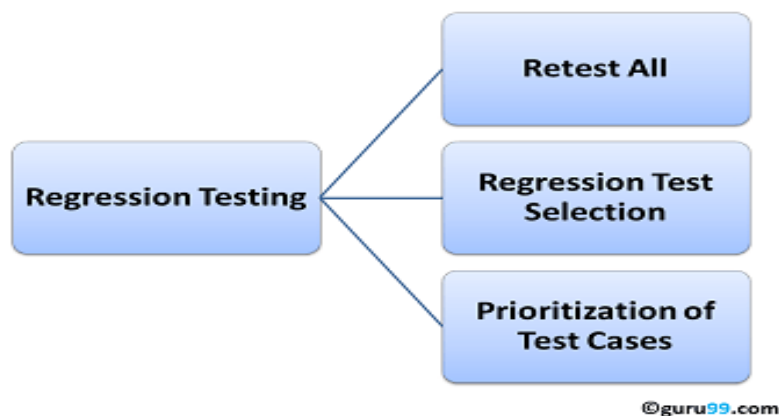 Retest All
Regression Testing
Regression Test
Selection
Prioritization of
Test Cases
©guru99.com